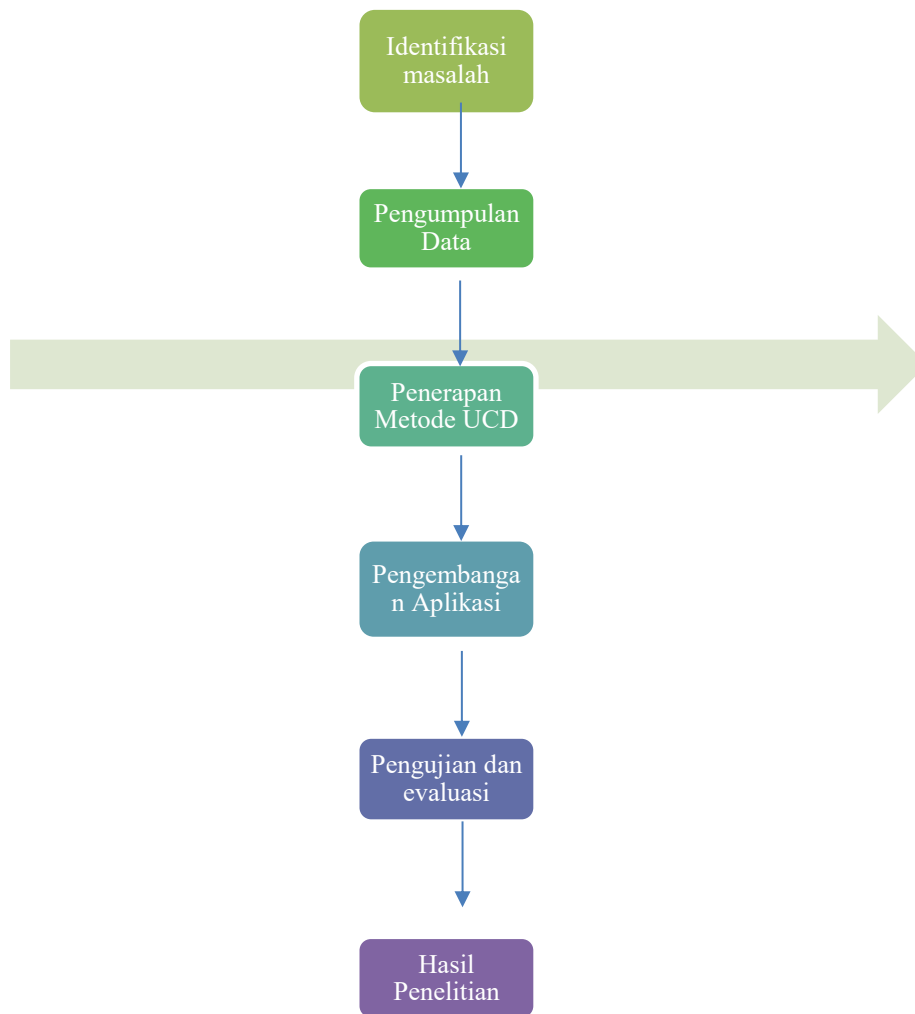 Identifikasi
masalah
Pengumpulan
Data
Penerapan
Metode UCD
Pengembanga
n Aplikasi
Pengujian dan
evaluasi
Hasil
Penelitian